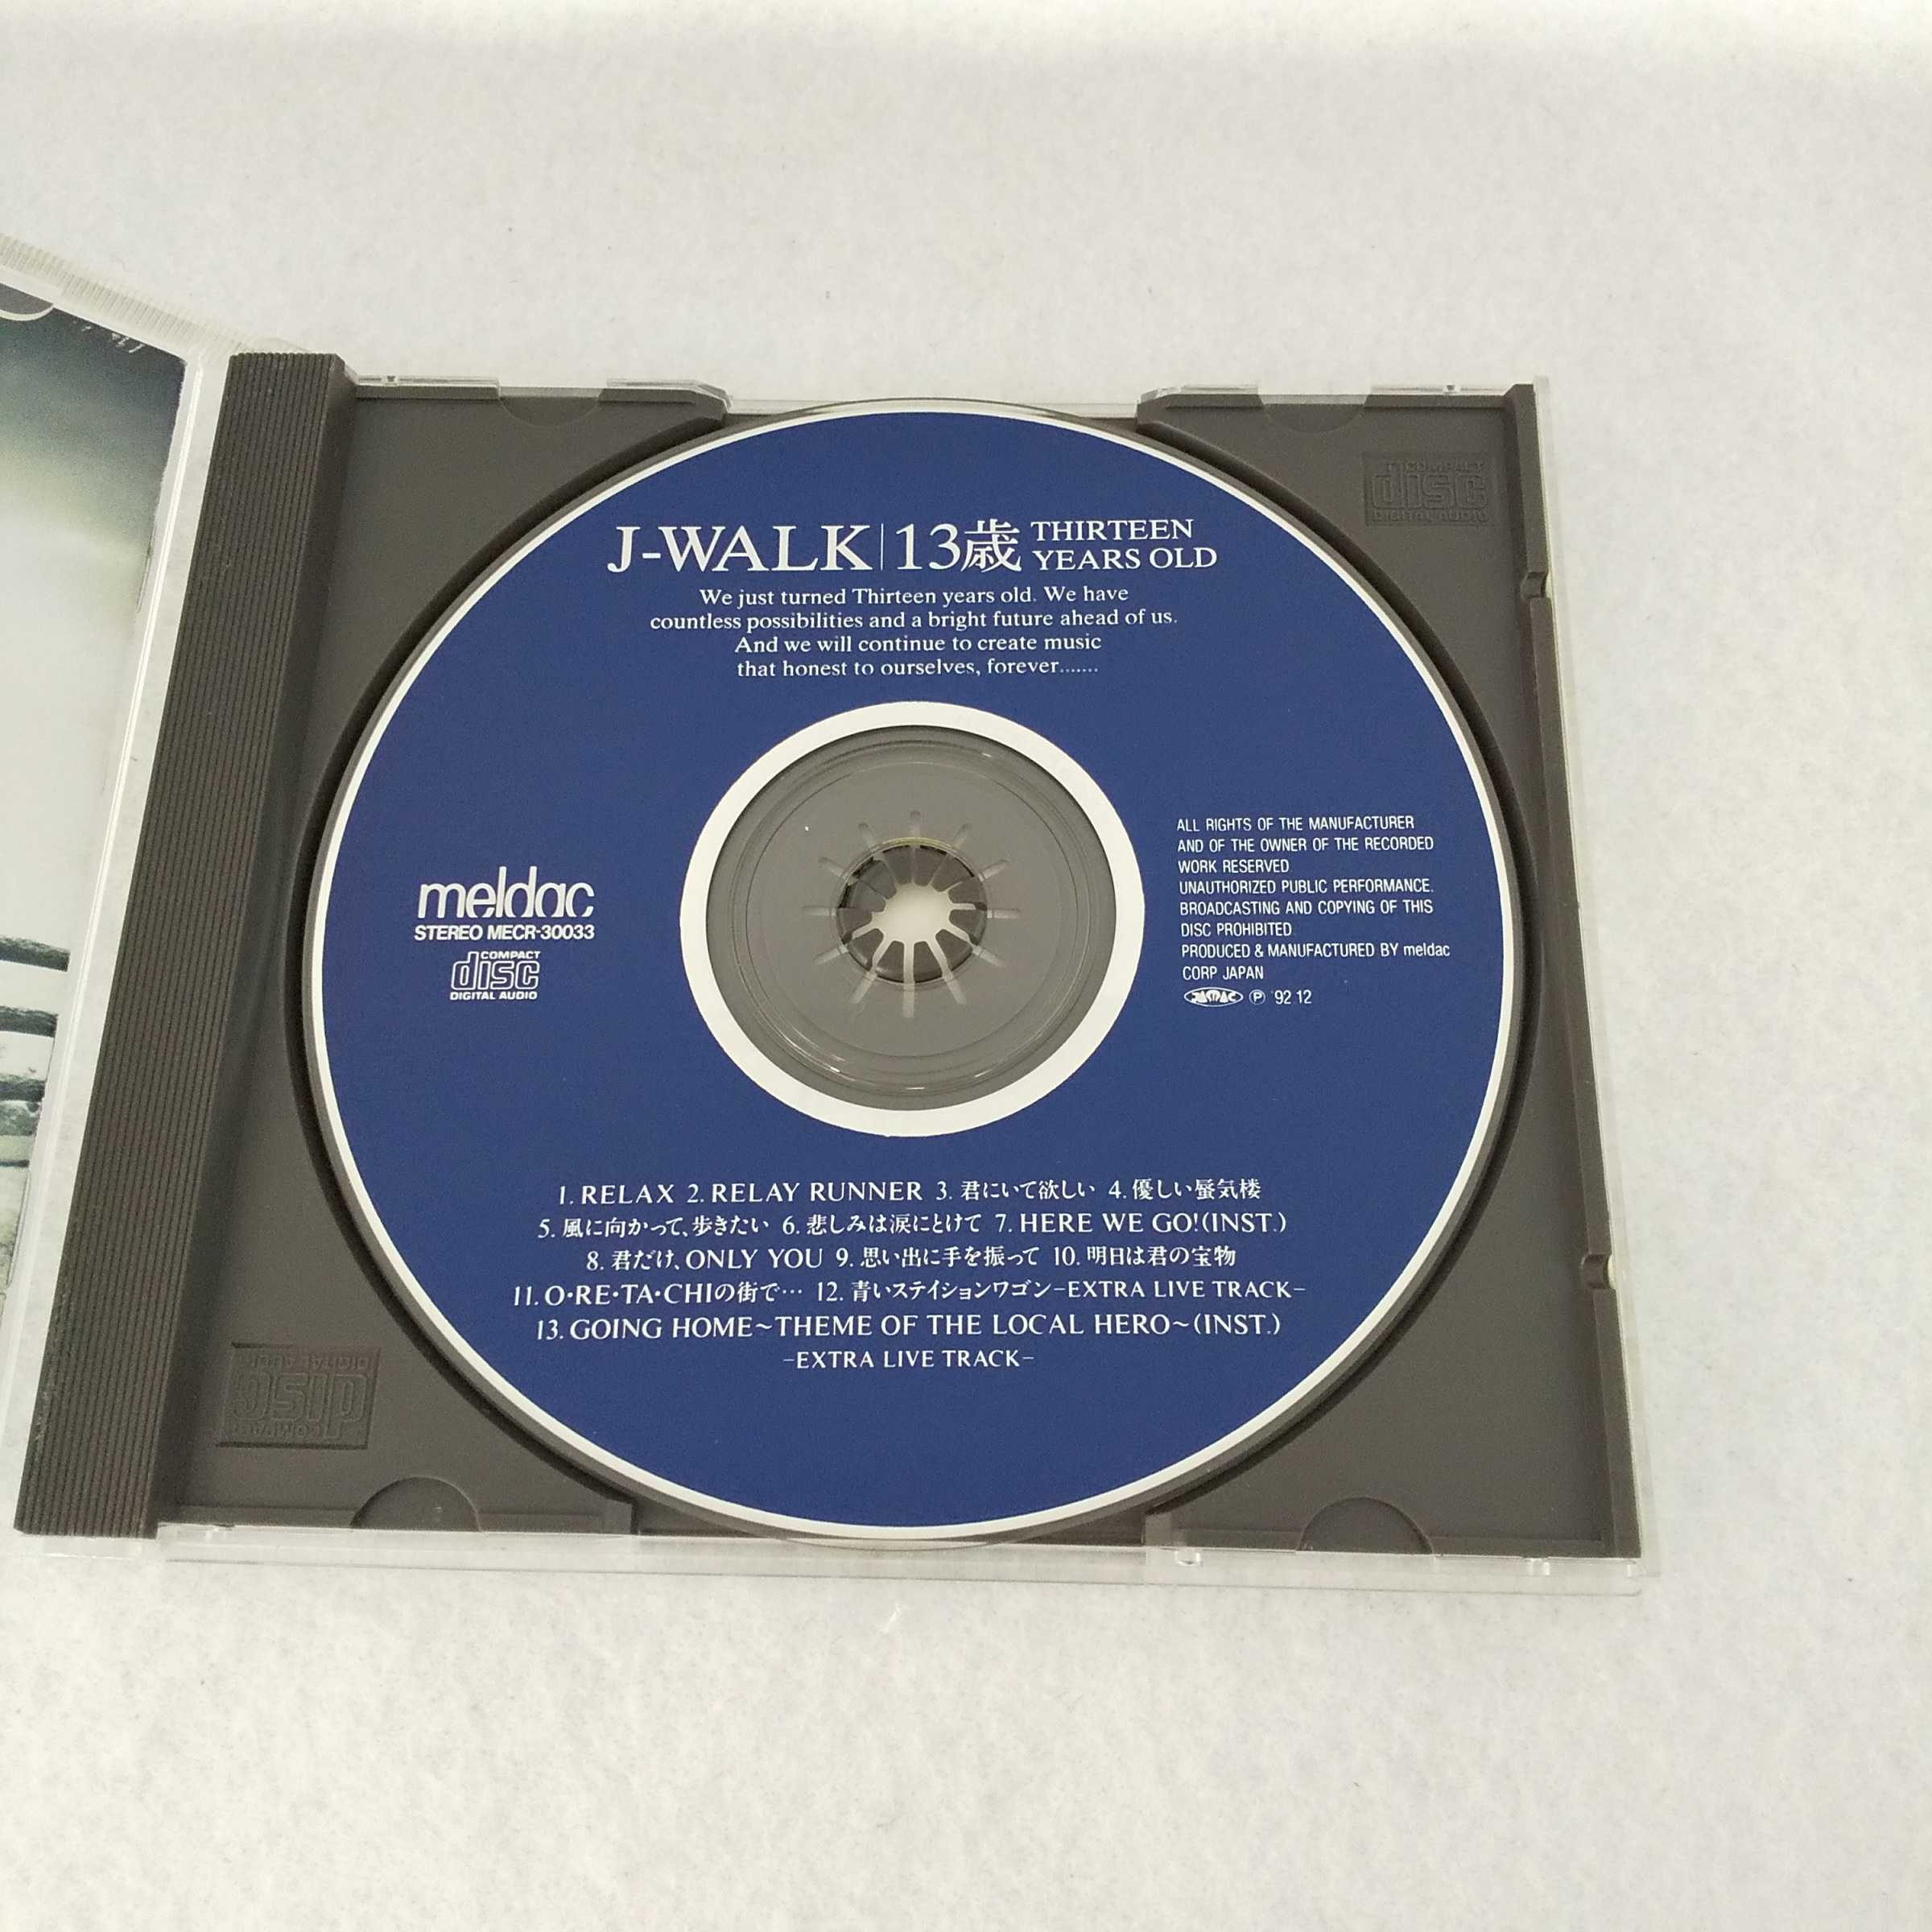 J-WALK|13歳 THIRTEEN YEARS OLD
We just turned Thirteen years old. We have
countless possibilities and a bright future ahead of us.
And we will continue to create music
that honest to ourselves, forever.......
meldac
STEREO MECR-30033
COMPACT
disc
DIGITAL AUDIO
ALL RIGHTS OF THE MANUFACTURER
AND OF THE OWNER OF THE RECORDED
WORK RESERVED
UNAUTHORIZED PUBLIC PERFORMANCE.
BROADCASTING AND COPYING OF THIS
DISC PROHIBITED
PRODUCED & MANUFACTURED BY meldac
CORP JAPAN
JASRAC Ⓟ '92 12
1. RELAX 2. RELAY RUNNER 3. 君にいて欲しい 4. 優しい蜃気楼
5. 風に向かって、歩きたい 6. 悲しみは涙にとけて 7. HERE WE GO!(INST.)
8. 君だけ、ONLY YOU 9. 思い出に手を振って 10. 明日は君の宝物
11. O・RE・TA・CHIの街で… 12. 青いステイションワゴン-EXTRA LIVE TRACK-
13. GOING HOME~THEME OF THE LOCAL HERO~(INST.)
-EXTRA LIVE TRACK-
COMPACT
disc
DIGITAL AUDIO
COMPACT
disc
DIGITAL AUDIO